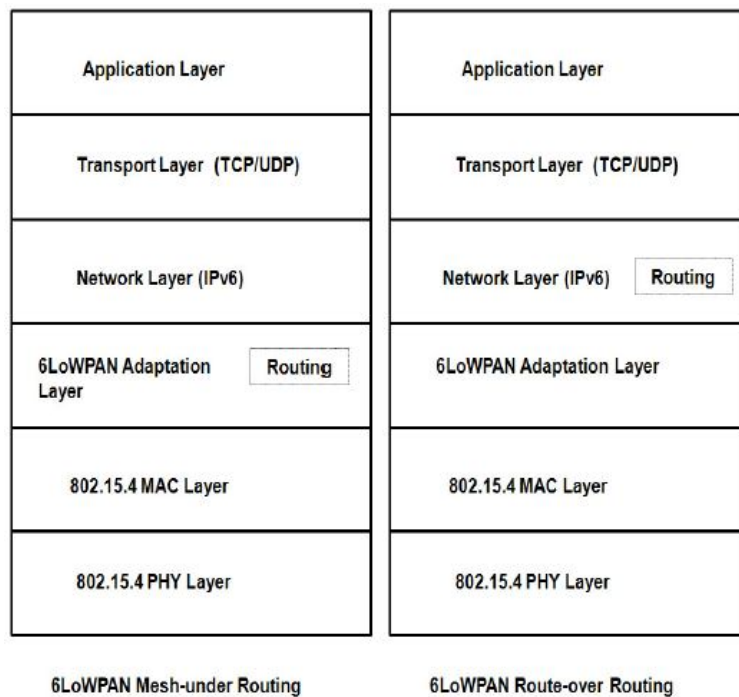 Application Layer
Transport Layer (TCP/UDP)
Network Layer (IPv6)
6LoWPAN Adaptation Layer
Routing
802.15.4 MAC Layer
802.15.4 PHY Layer
6LoWPAN Mesh-under Routing
Application Layer
Transport Layer (TCP/UDP)
Network Layer (IPv6)
Routing
6LoWPAN Adaptation Layer
802.15.4 MAC Layer
802.15.4 PHY Layer
6LoWPAN Route-over Routing